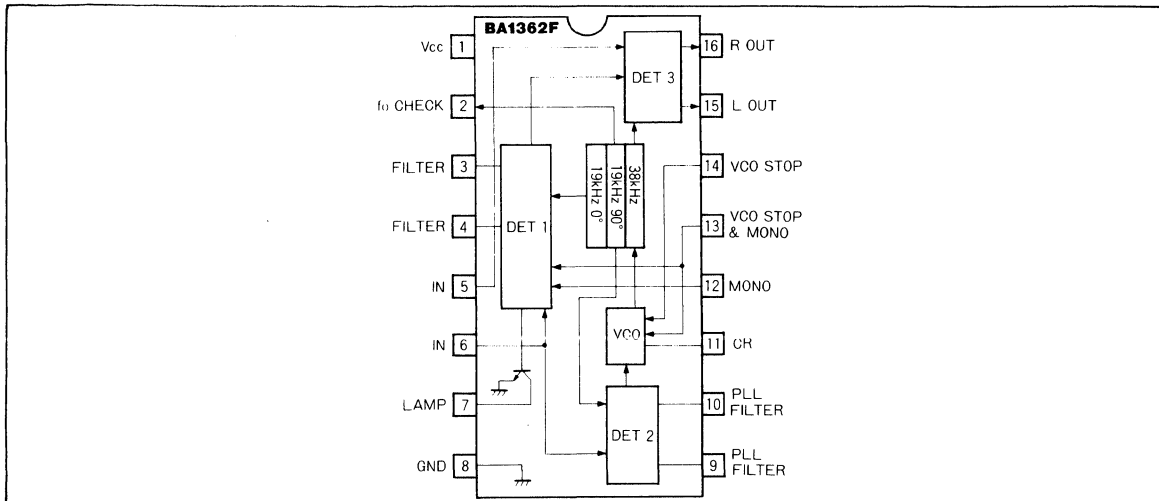 BA1362F
Vcc 1
fo CHECK 2
FILTER 3
FILTER 4
IN 5
IN 6
LAMP 7
GND 8
16 R OUT
15 L OUT
14 VCO STOP
13 VCO STOP
& MONO
12 MONO
11 CR
10 PLL
FILTER
9 PLL
FILTER
DET 3
DET 1
19kHz 0°
19kHz 90°
38kHz
VCO
DET 2